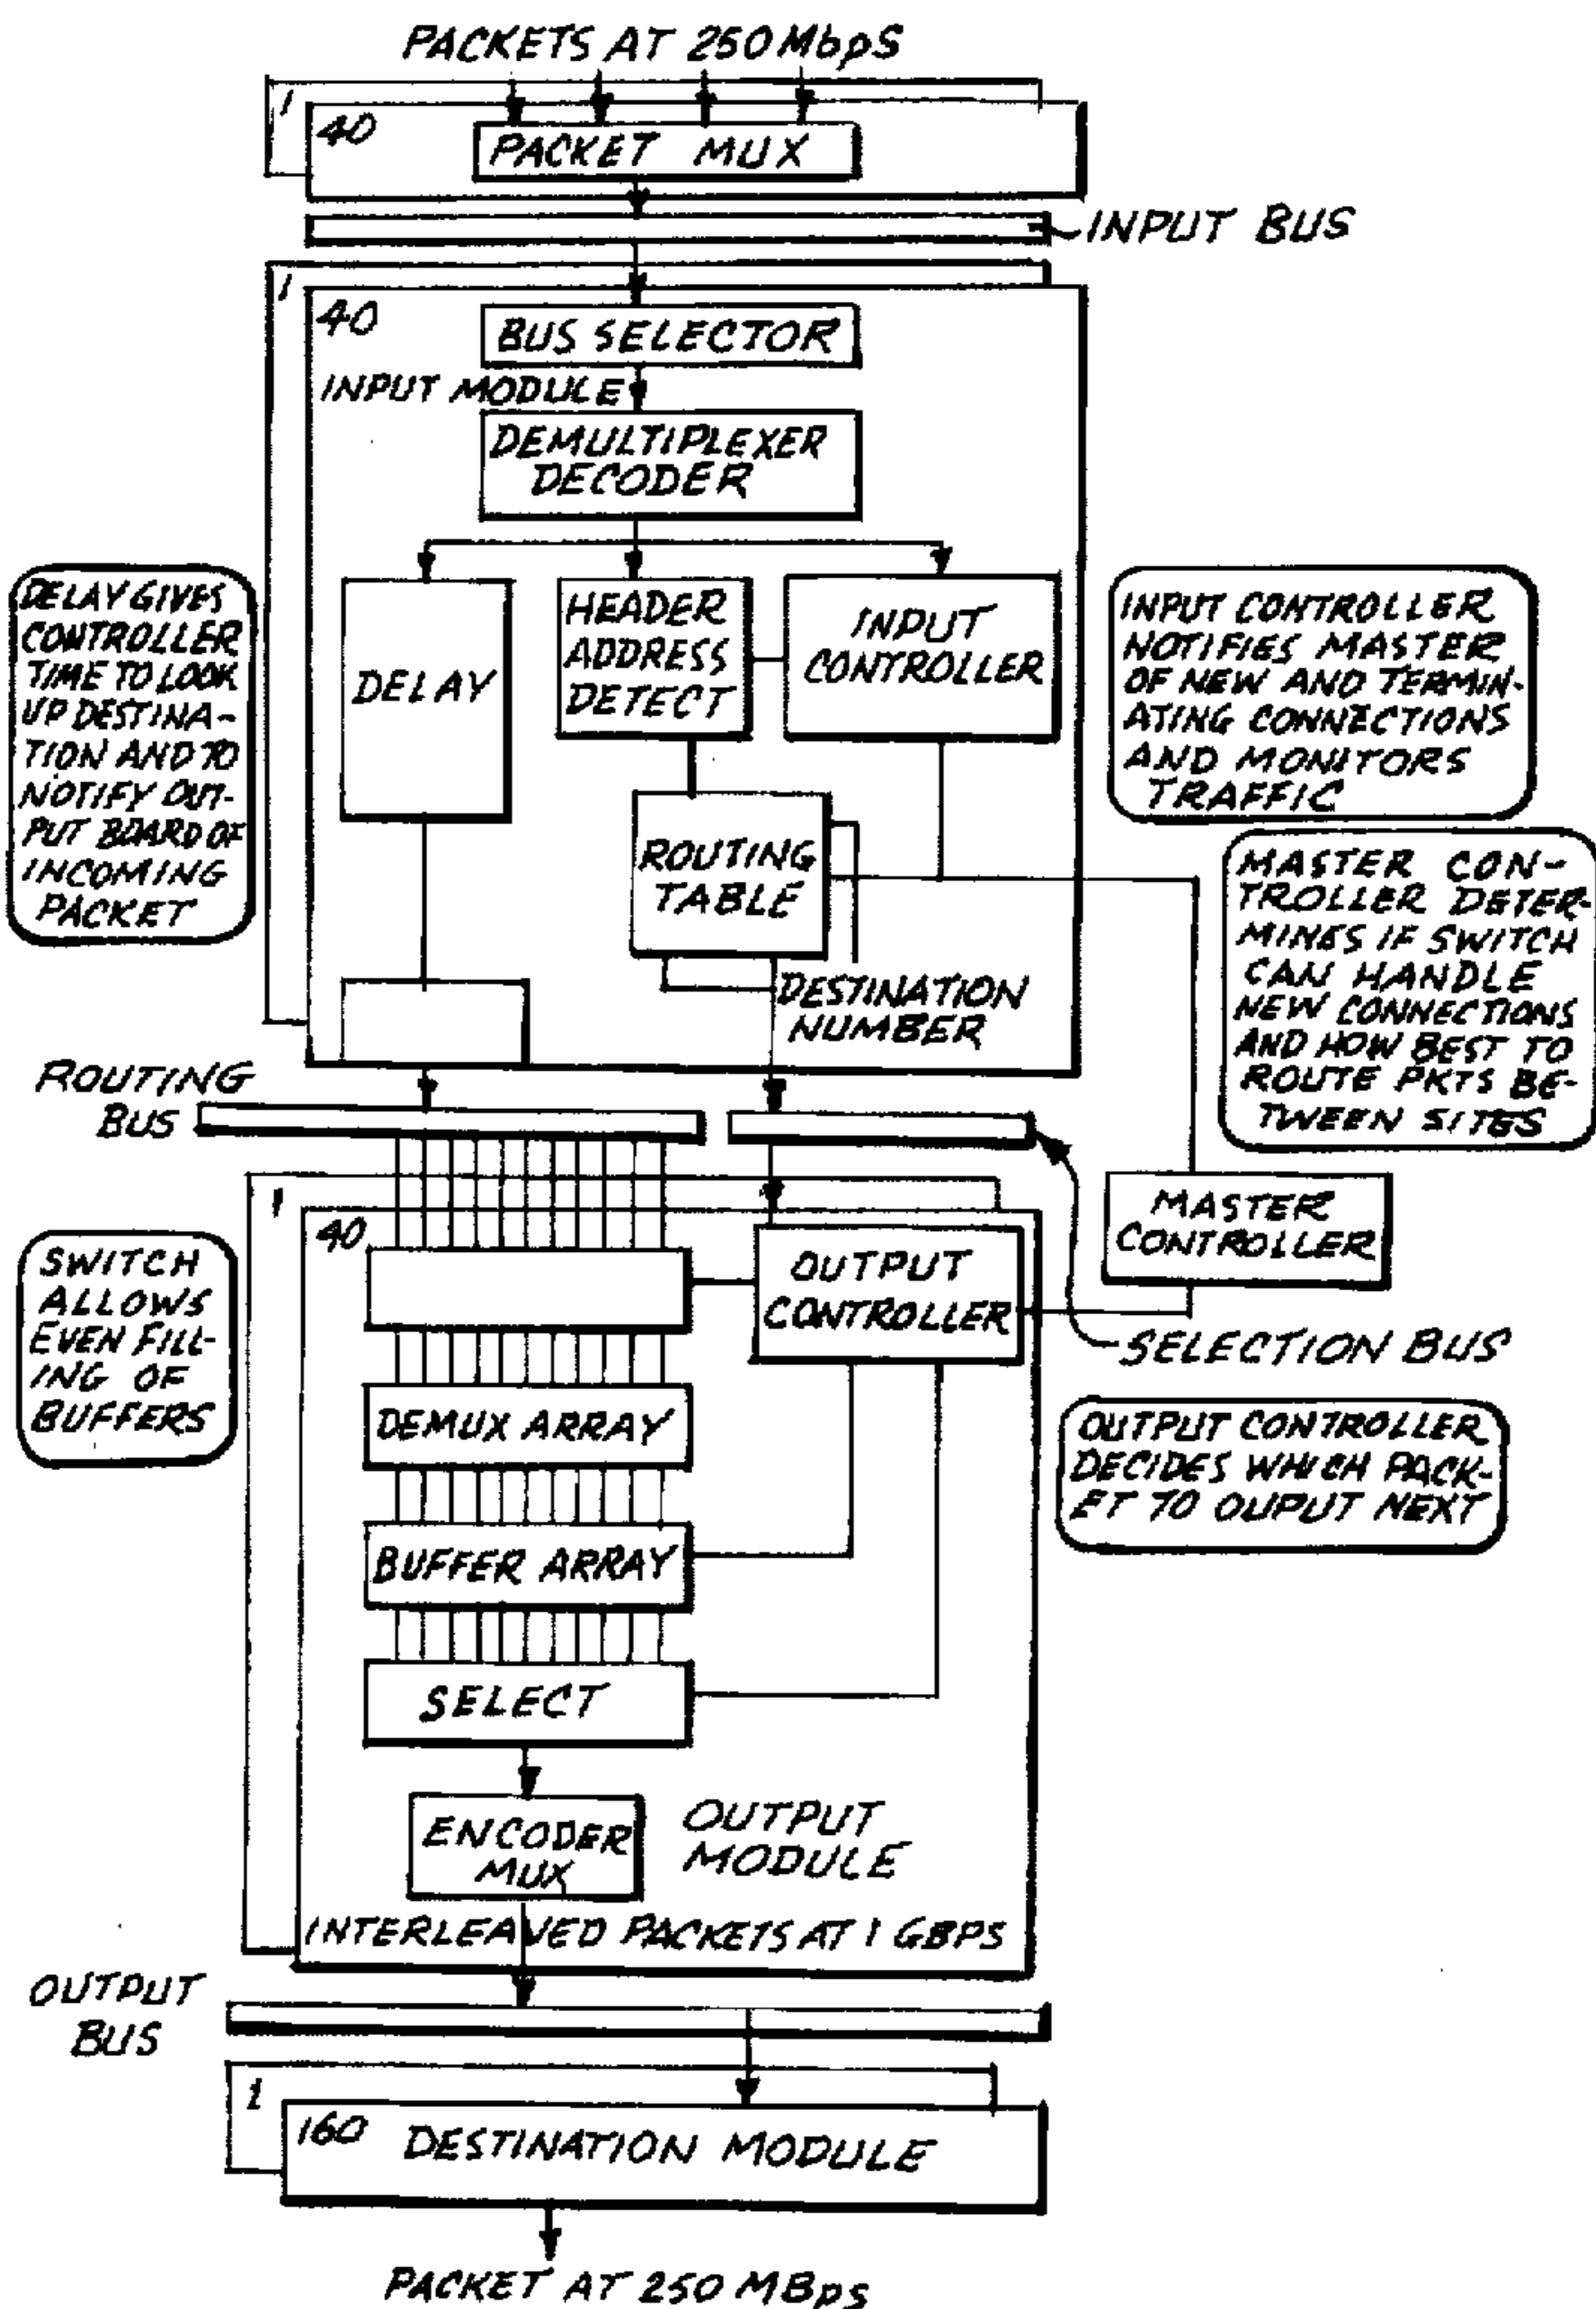 PACKETS AT 250 MbpS
1
40
PACKET MUX
INPUT BUS
1
40
BUS SELECTOR
INPUT MODULE
DEMULTIPLEXER
DECODER
DELAY GIVES
CONTROLLER
TIME TO LOOK
UP DESTINA-
TION AND TO
NOTIFY OUT-
PUT BOARD OF
INCOMING
PACKET
DELAY
HEADER
ADDRESS
DETECT
INPUT
CONTROLLER
INPUT CONTROLLER
NOTIFIES MASTER
OF NEW AND TERMIN-
ATING CONNECTIONS
AND MONITORS
TRAFFIC
ROUTING
TABLE
DESTINATION
NUMBER
MASTER CON-
TROLLER DETER-
MINES IF SWITCH
CAN HANDLE
NEW CONNECTIONS
AND HOW BEST TO
ROUTE PKTS BE-
TWEEN SITES
ROUTING
BUS
1
40
SWITCH
ALLOWS
EVEN FILL-
ING OF
BUFFERS
OUTPUT
CONTROLLER
MASTER
CONTROLLER
SELECTION BUS
DEMUX ARRAY
OUTPUT CONTROLLER
DECIDES WHICH PACK-
ET TO OUPUT NEXT
BUFFER ARRAY
SELECT
ENCODER
MUX
OUTPUT
MODULE
INTERLEAVED PACKETS AT 1 GBPS
OUTPUT
BUS
1
160 DESTINATION MODULE
PACKET AT 250 MBps